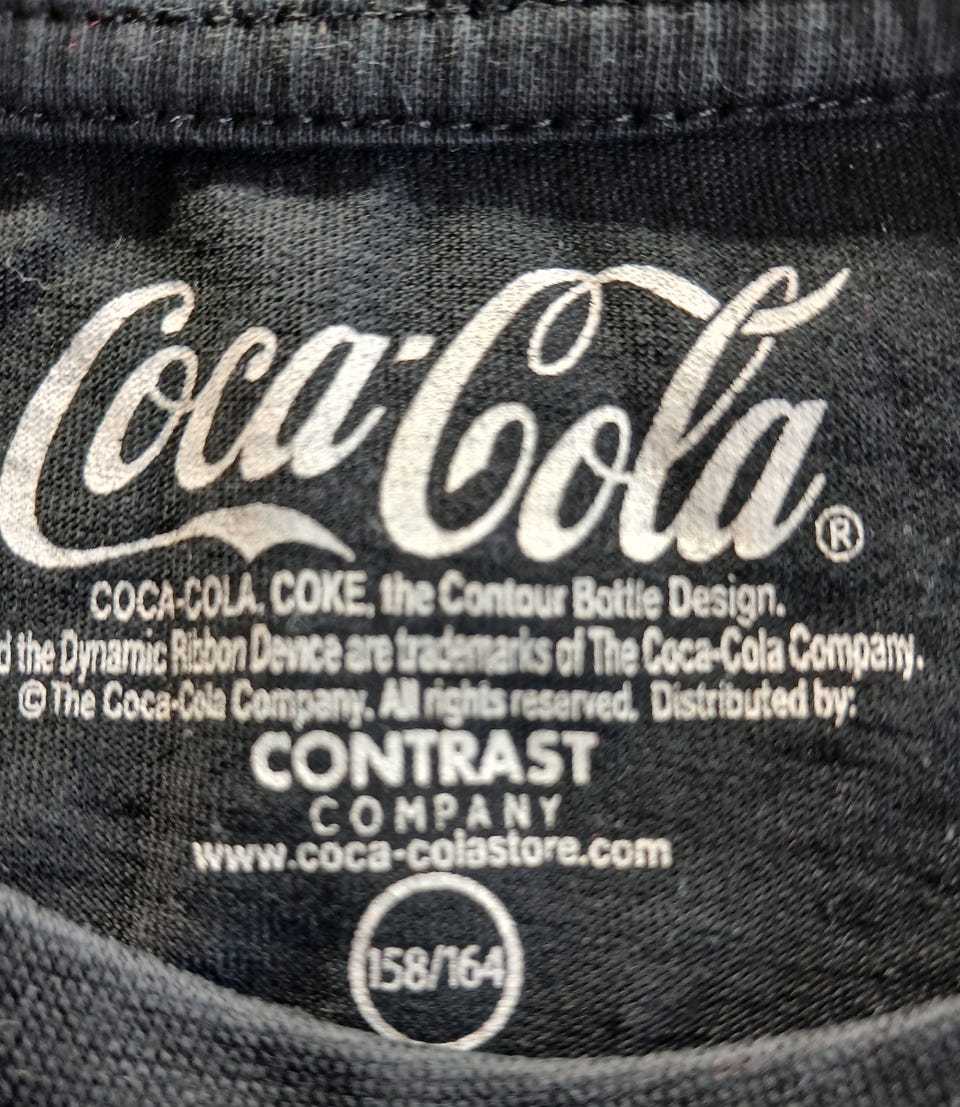 Coca-Cola®
COCA-COLA, COKE, the Contour Bottle Design.
d the Dynamic Ribbon Device are trademarks of The Coca-Cola Company.
© The Coca-Cola Company. All rights reserved. Distributed by:
CONTRAST
COMPANY
www.coca-colastore.com
158/164